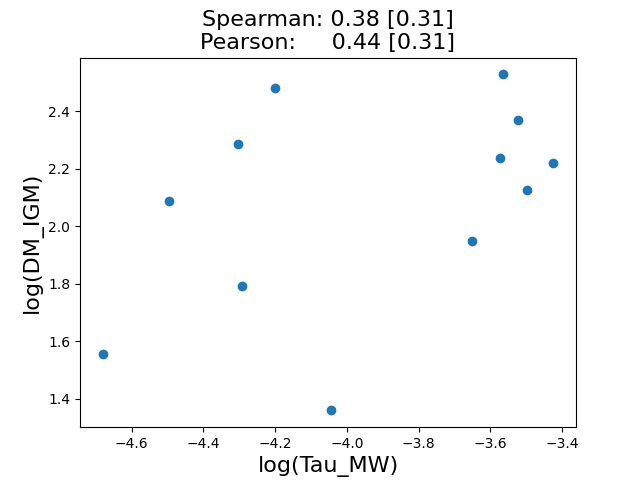 Spearman: 0.38 [0.31]
Pearson: 0.44 [0.31]
log(DM_IGM)
2.4
2.2
2.0
1.8
1.6
1.4
−4.6 −4.4 −4.2 −4.0 −3.8 −3.6 −3.4
log(Tau_MW)